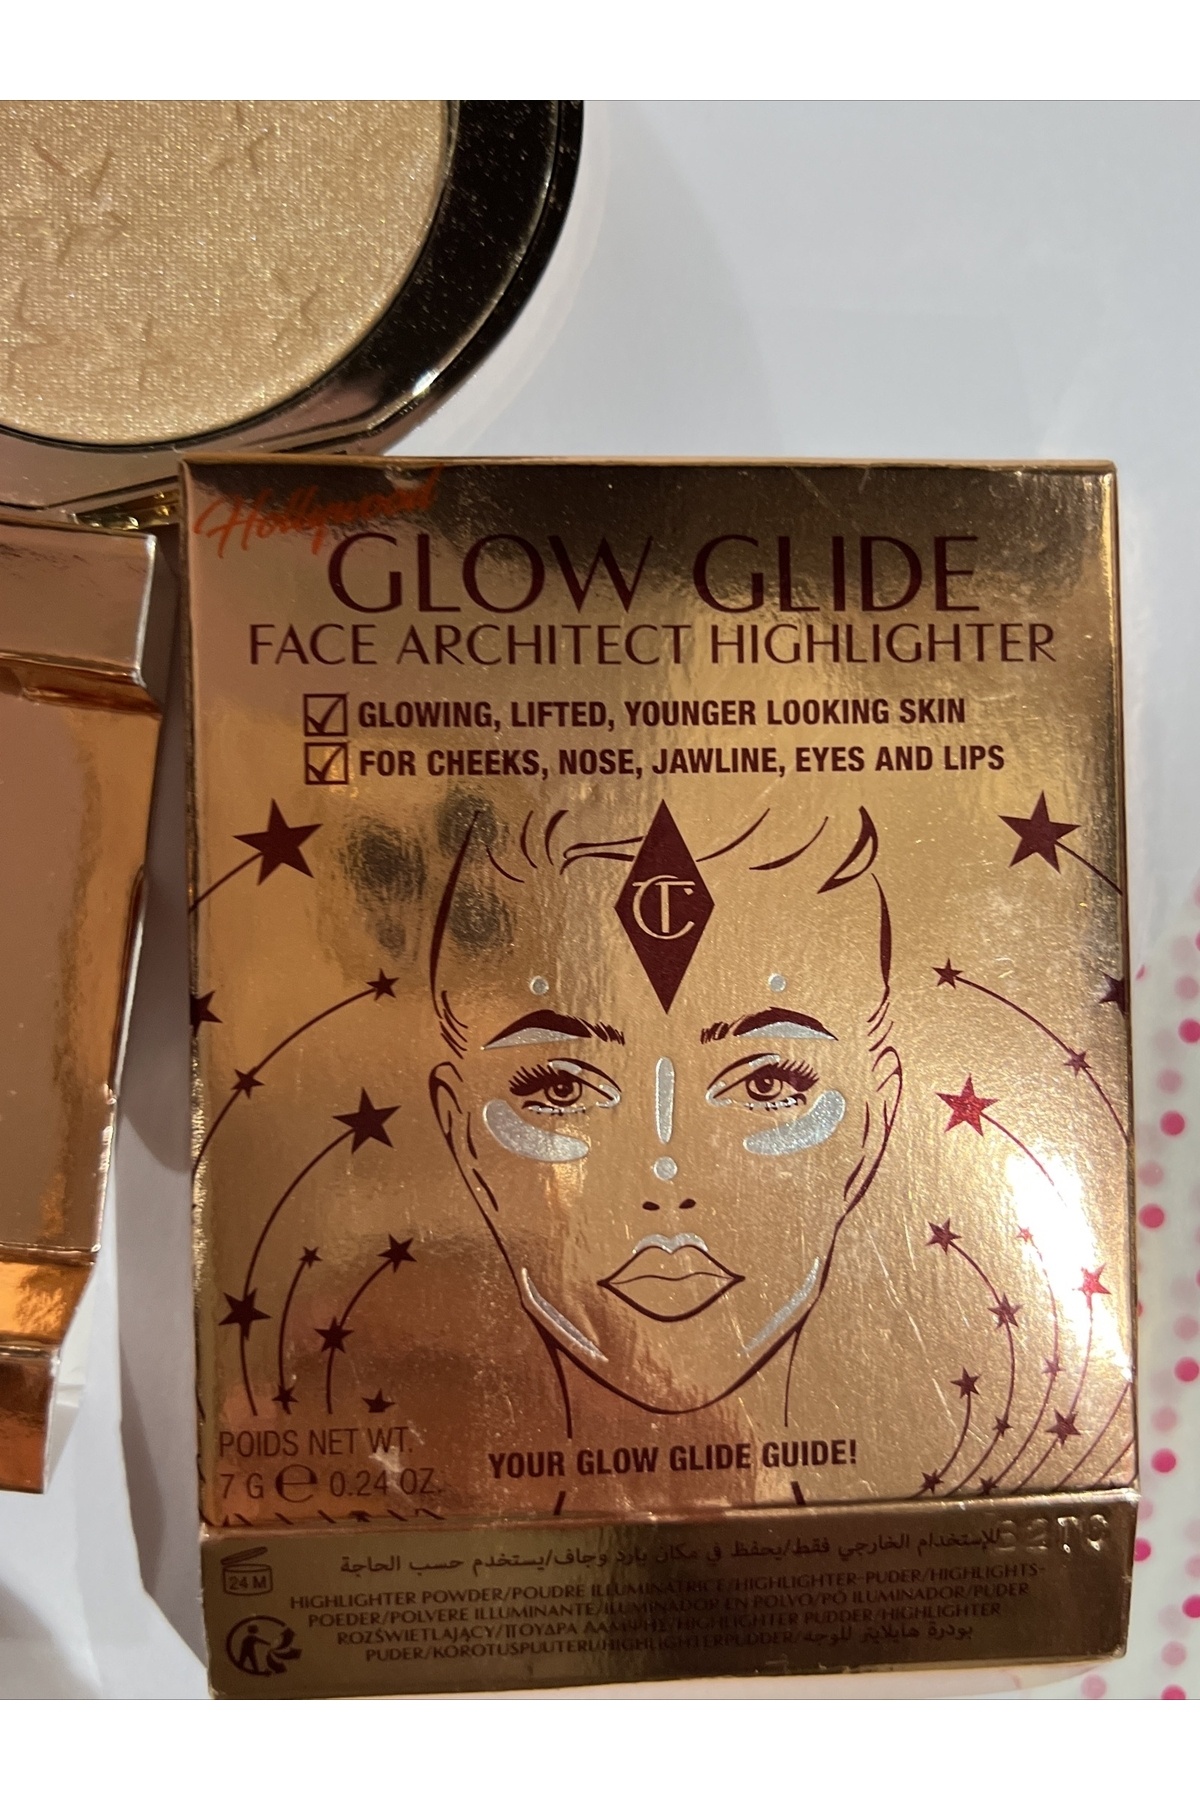 Hollywood
GLOW GLIDE
FACE ARCHITECT HIGHLIGHTER
GLOWING, LIFTED, YOUNGER LOOKING SKIN
FOR CHEEKS, NOSE, JAWLINE, EYES AND LIPS
CT
POIDS NET WT.
7 G e 0.24 OZ.
YOUR GLOW GLIDE GUIDE!
للإستخدام الخارجي فقط/يحفظ في مكان بارد وجاف/يستخدم حسب الحاجة
24 M
HIGHLIGHTER POWDER/POUDRE ILLUMINATRICE/HIGHLIGHTER-PUDER/HIGHLIGHTS-
POEDER/POLVERE ILLUMINANTE/ILUMINADOR EN POLVO/PÓ ILUMINADOR/PUDER
ROZŚWIETLAJĄCY/ΠΟΥΔΡΑ ΛΑΜΨΗΣ/HIGHLIGHTER PUDDER/HIGHLIGHTER
PUDER/KOROTUSPUUTERI/HIGHLIGHTERPUDDER/بودرة هايلايتر للوجه